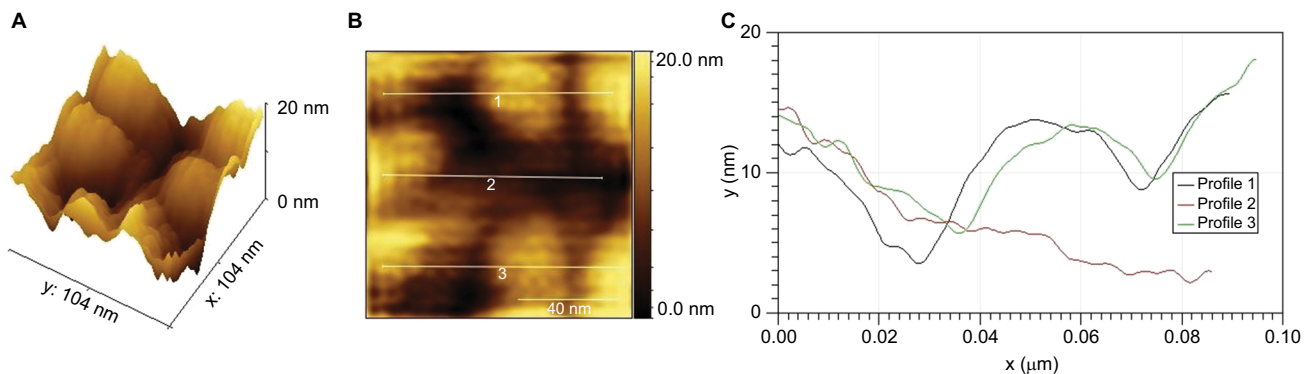 A
20 nm
0 nm
x: 104 nm
y: 104 nm
B
1
2
3
40 nm
20.0 nm
0.0 nm
C
20
10
0
y (nm)
0.00
0.02
0.04
0.06
0.08
0.10
x (μm)
Profile 1
Profile 2
Profile 3